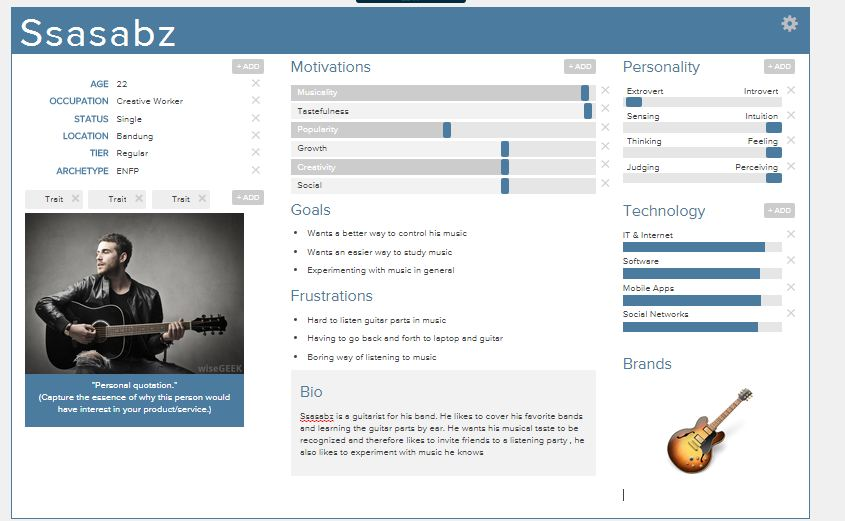 Ssasabz
+ ADD
AGE 22
OCCUPATION Creative Worker
STATUS Single
LOCATION Bandung
TIER Regular
ARCHETYPE ENFP
Trait Trait Trait + ADD
wiseGEEK
"Personal quotation."
(Capture the essence of why this person would
have interest in your product/service.)
Motivations + ADD
Musicality
Tastefulness
Popularity
Growth
Creativity
Social
Goals
Wants a better way to control his music
Wants an easier way to study music
Experimenting with music in general
Frustrations
Hard to listen guitar parts in music
Having to go back and forth to laptop and guitar
Boring way of listening to music
Bio
Ssasabz is a guitarist for his band. He likes to cover his favorite bands
and learning the guitar parts by ear. He wants his musical taste to be
recognized and therefore likes to invite friends to a listening party , he
also likes to experiment with music he knows
Personality + ADD
Extrovert Introvert
Sensing Intuition
Thinking Feeling
Judging Perceiving
Technology + ADD
IT & Internet
Software
Mobile Apps
Social Networks
Brands